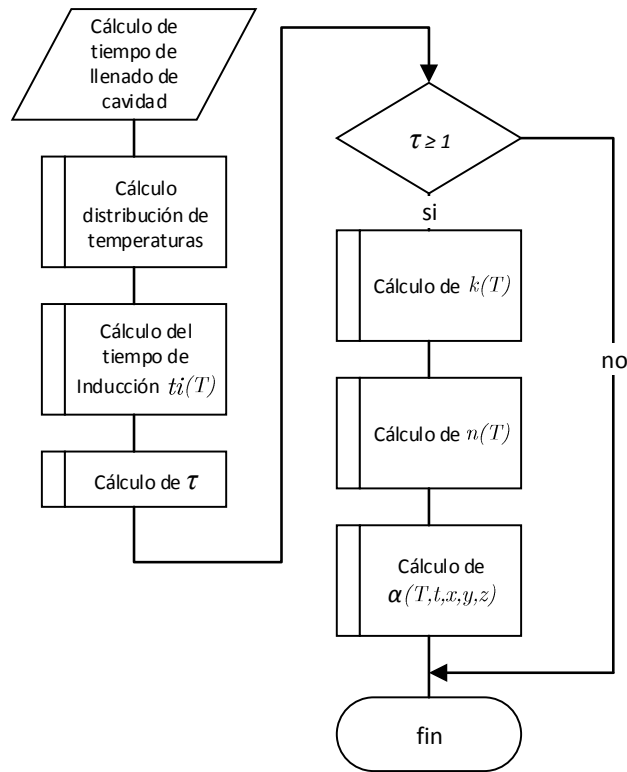 Cálculo de
tiempo de
llenado de
cavidad
Cálculo
distribución de
temperaturas
Cálculo del
tiempo de
Inducción ti(T)
Cálculo de τ
τ ≥ 1
si
Cálculo de k(T)
no
Cálculo de n(T)
Cálculo de
α(T,t,x,y,z)
fin